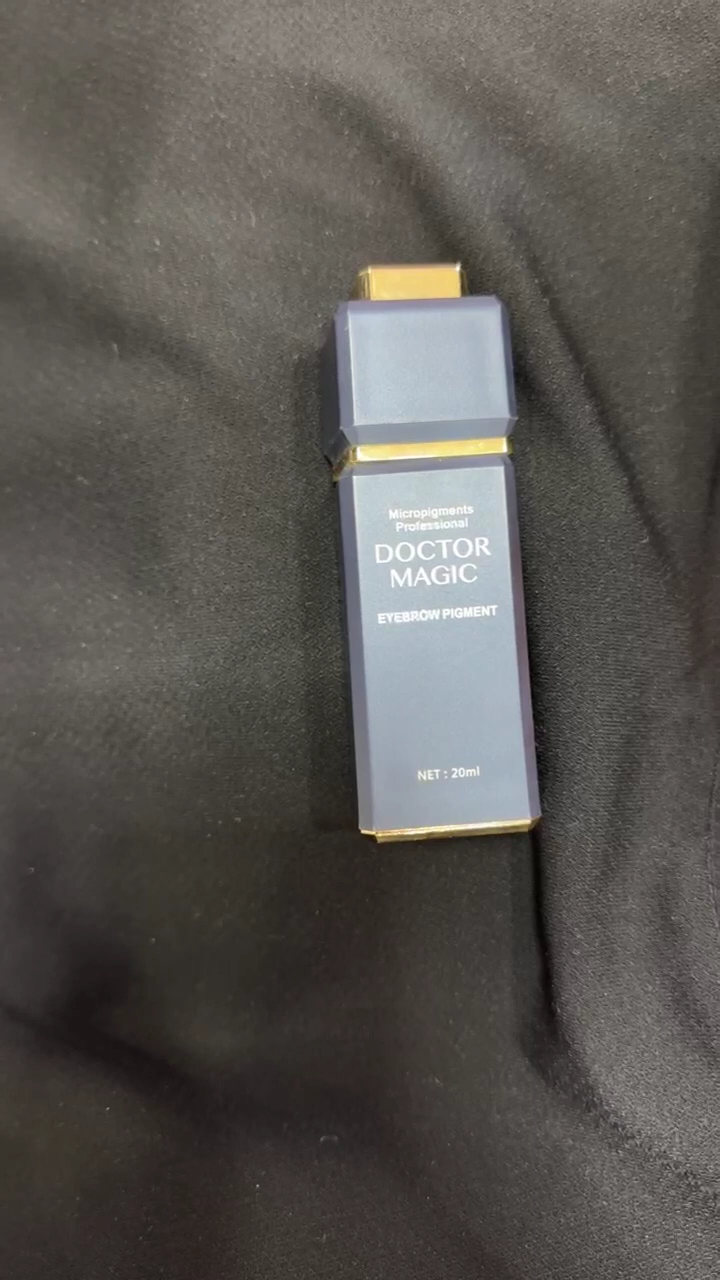 Micropigments
Professional
DOCTOR
MAGIC
EYEBROW PIGMENT
NET : 20ml